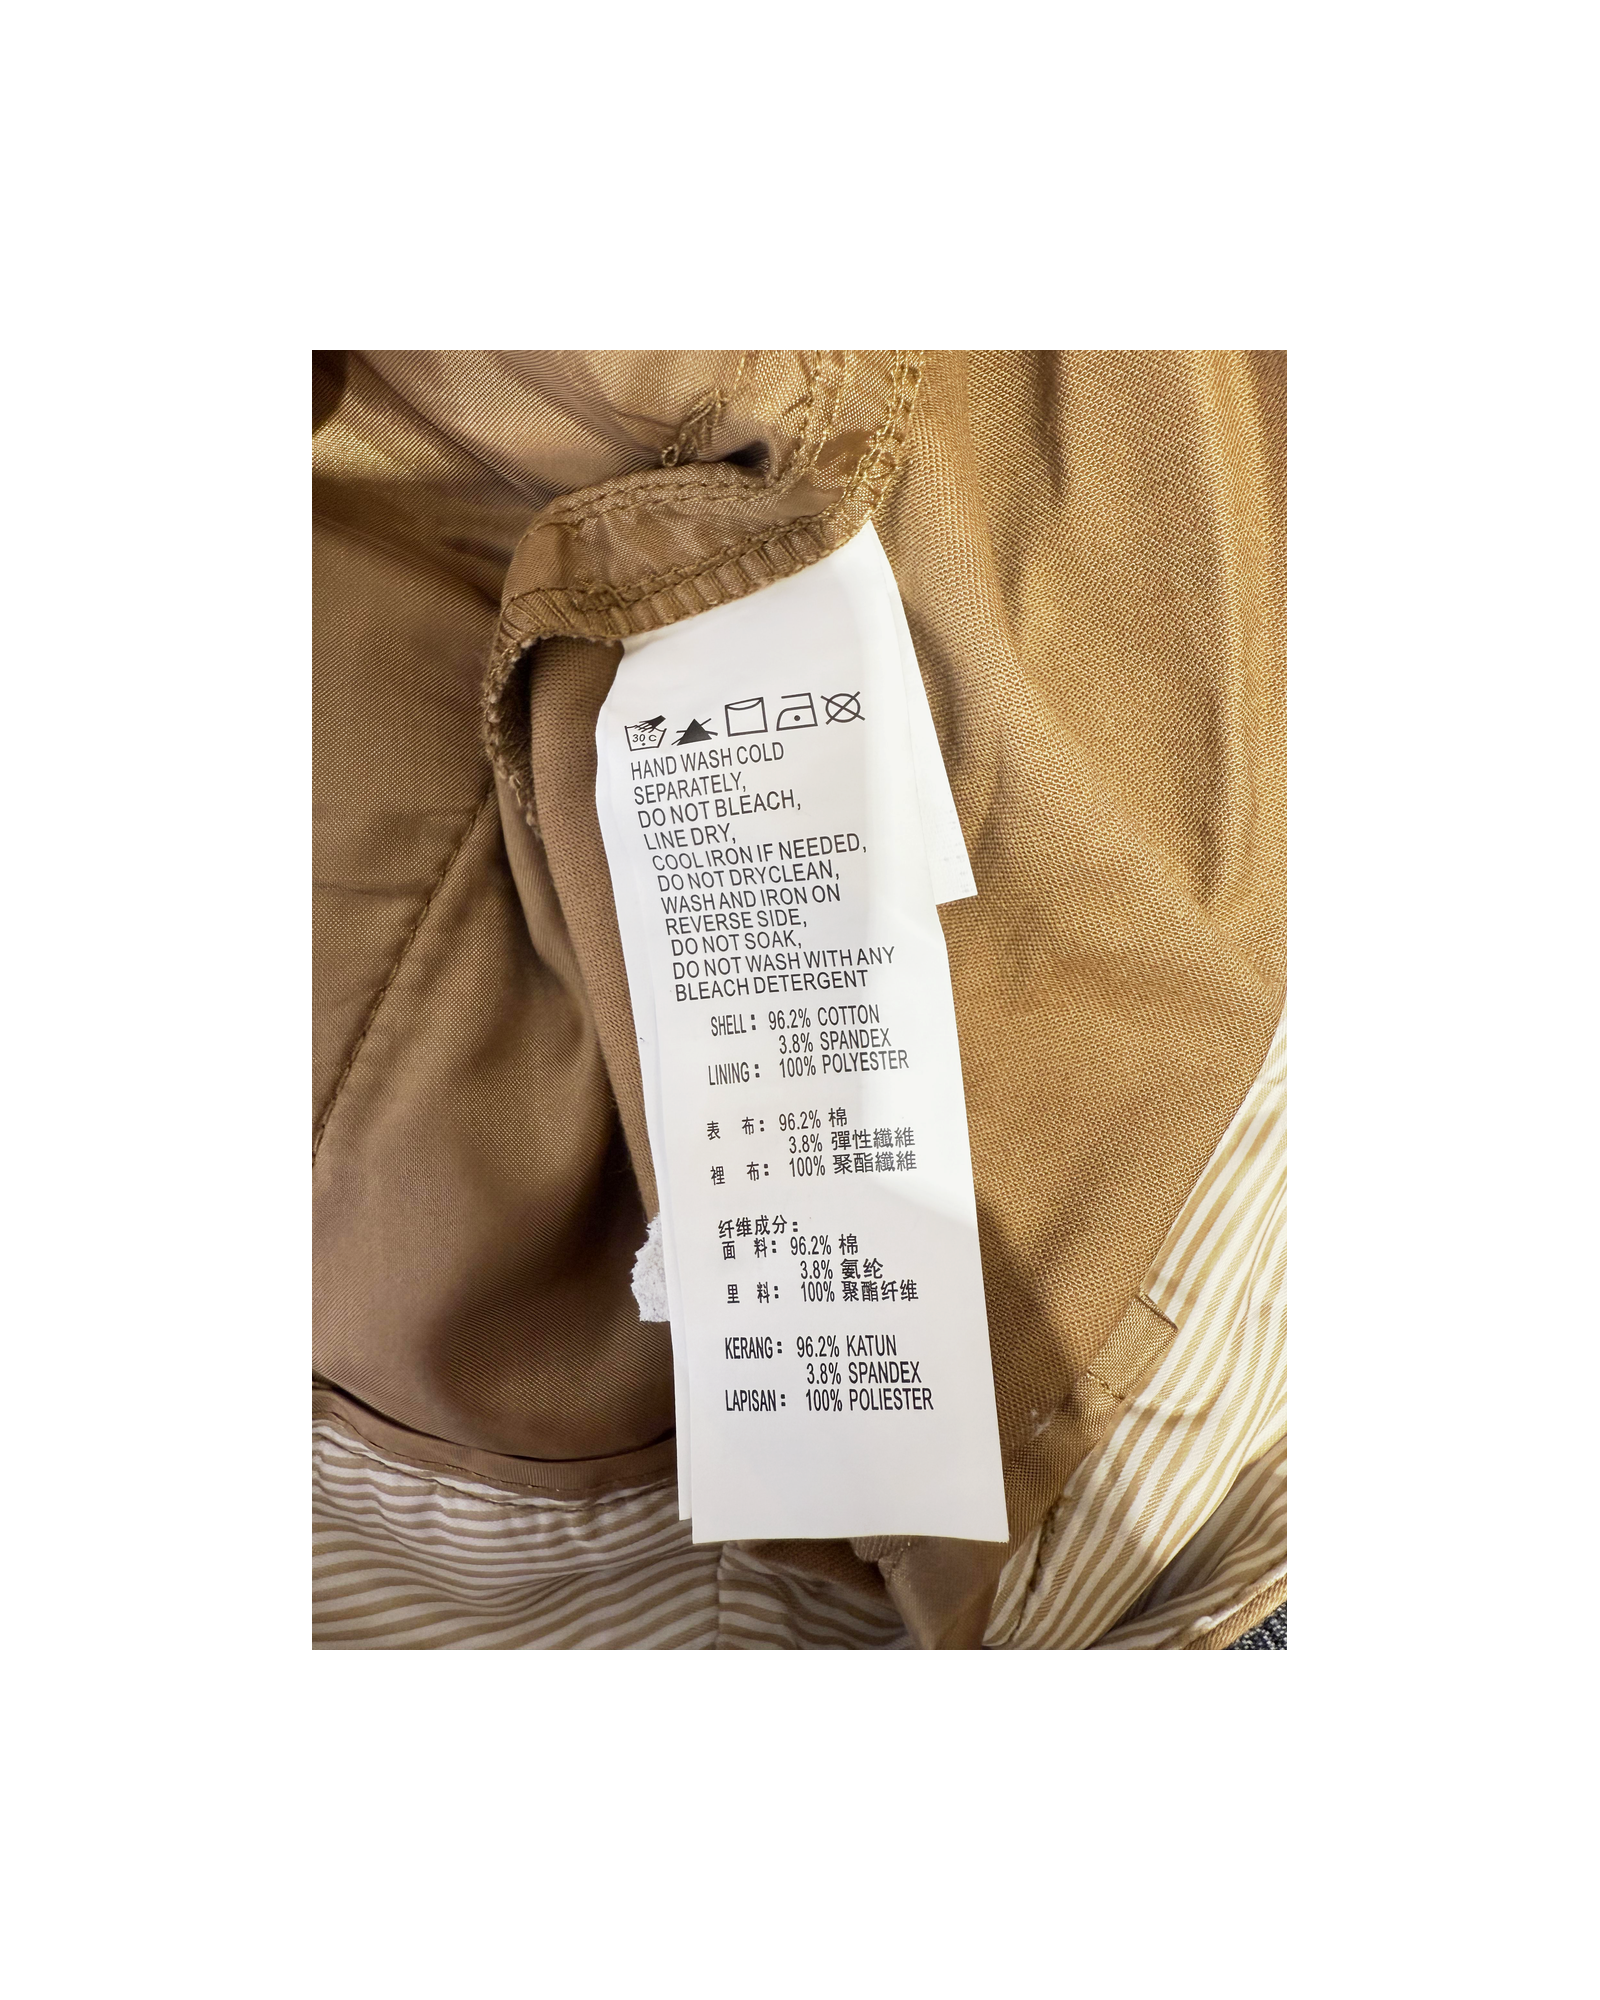 30 C
HAND WASH COLD
SEPARATELY,
DO NOT BLEACH,
LINE DRY,
COOL IRON IF NEEDED,
DO NOT DRYCLEAN,
WASH AND IRON ON
REVERSE SIDE,
DO NOT SOAK,
DO NOT WASH WITH ANY
BLEACH DETERGENT
SHELL: 96.2% COTTON
3.8% SPANDEX
LINING: 100% POLYESTER
表 布: 96.2% 棉
3.8% 彈性纖維
裡 布: 100% 聚酯纖維
纤维成分:
面 料: 96.2% 棉
3.8% 氨纶
里 料: 100% 聚酯纤维
KERANG: 96.2% KATUN
3.8% SPANDEX
LAPISAN: 100% POLIESTER